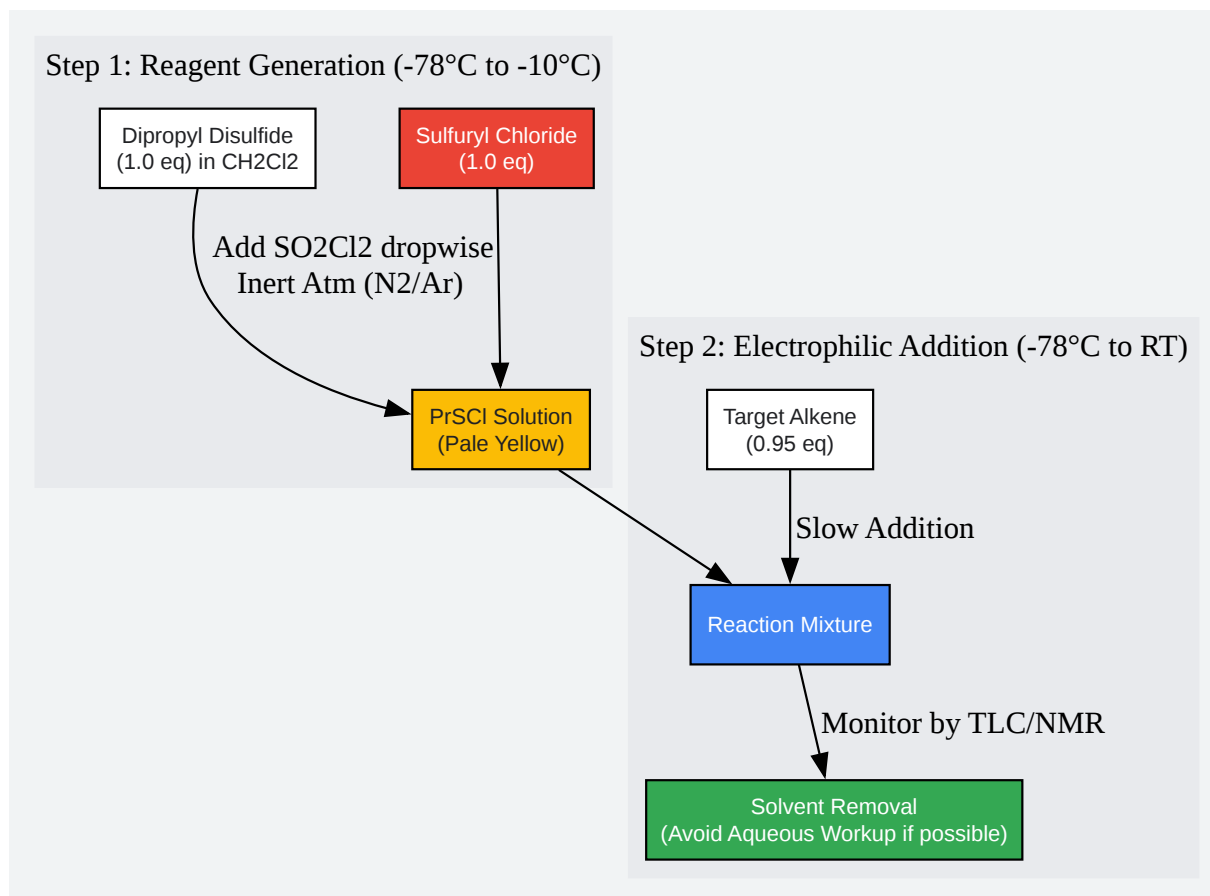 Step 1: Reagent Generation (-78°C to -10°C)
Dipropyl Disulfide
(1.0 eq) in CH2Cl2
Sulfuryl Chloride
(1.0 eq)
Add SO2Cl2 dropwise
Inert Atm (N2/Ar)
PrSCl Solution
(Pale Yellow)
Step 2: Electrophilic Addition (-78°C to RT)
Target Alkene
(0.95 eq)
Slow Addition
Reaction Mixture
Monitor by TLC/NMR
Solvent Removal
(Avoid Aqueous Workup if possible)